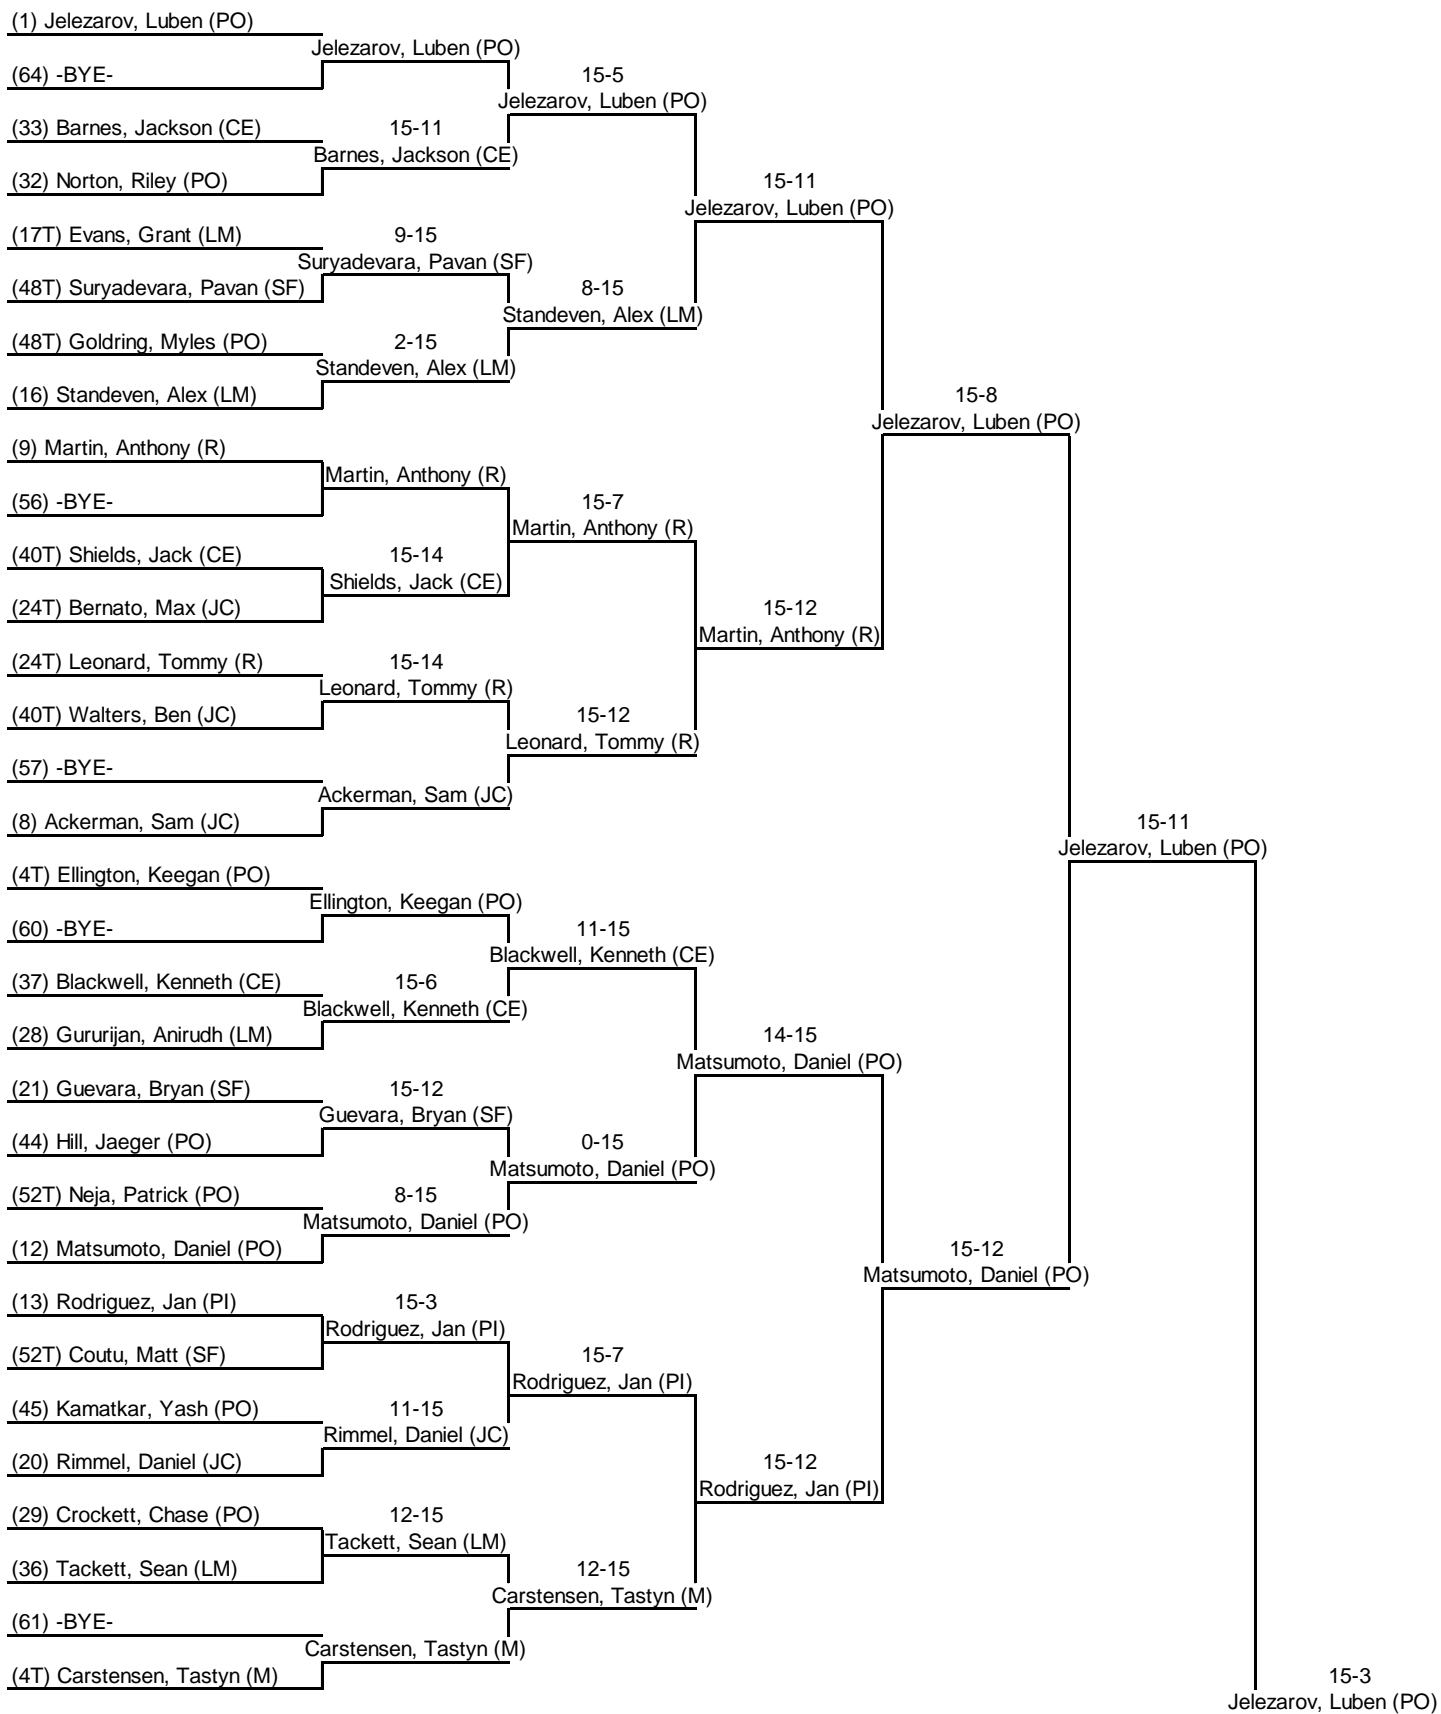 (1) Jelezarov, Luben (PO)
Jelezarov, Luben (PO)
(64) -BYE-
15-5
Jelezarov, Luben (PO)
(33) Barnes, Jackson (CE)
15-11
Barnes, Jackson (CE)
(32) Norton, Riley (PO)
15-11
Jelezarov, Luben (PO)
(17T) Evans, Grant (LM)
9-15
Suryadevara, Pavan (SF)
(48T) Suryadevara, Pavan (SF)
8-15
Standeven, Alex (LM)
(48T) Goldring, Myles (PO)
2-15
Standeven, Alex (LM)
(16) Standeven, Alex (LM)
15-8
Jelezarov, Luben (PO)
(9) Martin, Anthony (R)
Martin, Anthony (R)
(56) -BYE-
15-7
Martin, Anthony (R)
(40T) Shields, Jack (CE)
15-14
Shields, Jack (CE)
(24T) Bernato, Max (JC)
15-12
Martin, Anthony (R)
(24T) Leonard, Tommy (R)
15-14
Leonard, Tommy (R)
(40T) Walters, Ben (JC)
15-12
Leonard, Tommy (R)
(57) -BYE-
Ackerman, Sam (JC)
(8) Ackerman, Sam (JC)
15-11
Jelezarov, Luben (PO)
(4T) Ellington, Keegan (PO)
Ellington, Keegan (PO)
(60) -BYE-
11-15
Blackwell, Kenneth (CE)
(37) Blackwell, Kenneth (CE)
15-6
Blackwell, Kenneth (CE)
(28) Gururijan, Anirudh (LM)
14-15
Matsumoto, Daniel (PO)
(21) Guevara, Bryan (SF)
15-12
Guevara, Bryan (SF)
(44) Hill, Jaeger (PO)
0-15
Matsumoto, Daniel (PO)
(52T) Neja, Patrick (PO)
8-15
Matsumoto, Daniel (PO)
(12) Matsumoto, Daniel (PO)
15-12
Matsumoto, Daniel (PO)
(13) Rodriguez, Jan (PI)
15-3
Rodriguez, Jan (PI)
(52T) Coutu, Matt (SF)
15-7
Rodriguez, Jan (PI)
(45) Kamatkar, Yash (PO)
11-15
Rimmel, Daniel (JC)
(20) Rimmel, Daniel (JC)
15-12
Rodriguez, Jan (PI)
(29) Crockett, Chase (PO)
12-15
Tackett, Sean (LM)
(36) Tackett, Sean (LM)
12-15
Carstensen, Tastyn (M)
(61) -BYE-
Carstensen, Tastyn (M)
(4T) Carstensen, Tastyn (M)
15-3
Jelezarov, Luben (PO)